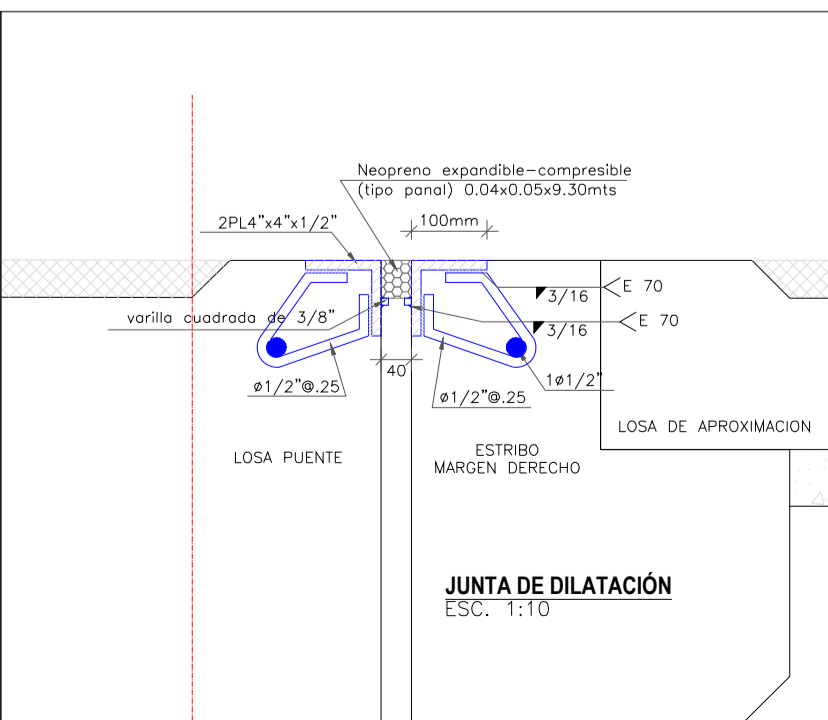 Neopreno expandible-compresible
(tipo panal) 0.04x0.05x9.30mts
2PL4"x4"x1/2"
100mm
3/16
E 70
varilla cuadrada de 3/8"
3/16
E 70
40
ø1/2"@.25
ø1/2"@.25
1ø1/2"
LOSA DE APROXIMACION
LOSA PUENTE
ESTRIBO
MARGEN DERECHO
JUNTA DE DILATACIÓN
ESC. 1:10